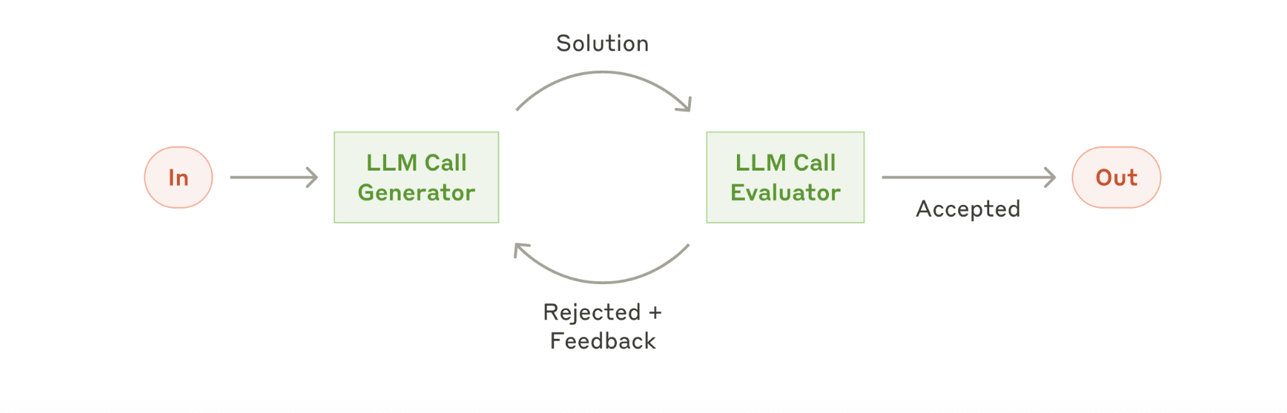 Solution
In
LLM Call
Generator
LLM Call
Evaluator
Accepted
Out
Rejected +
Feedback